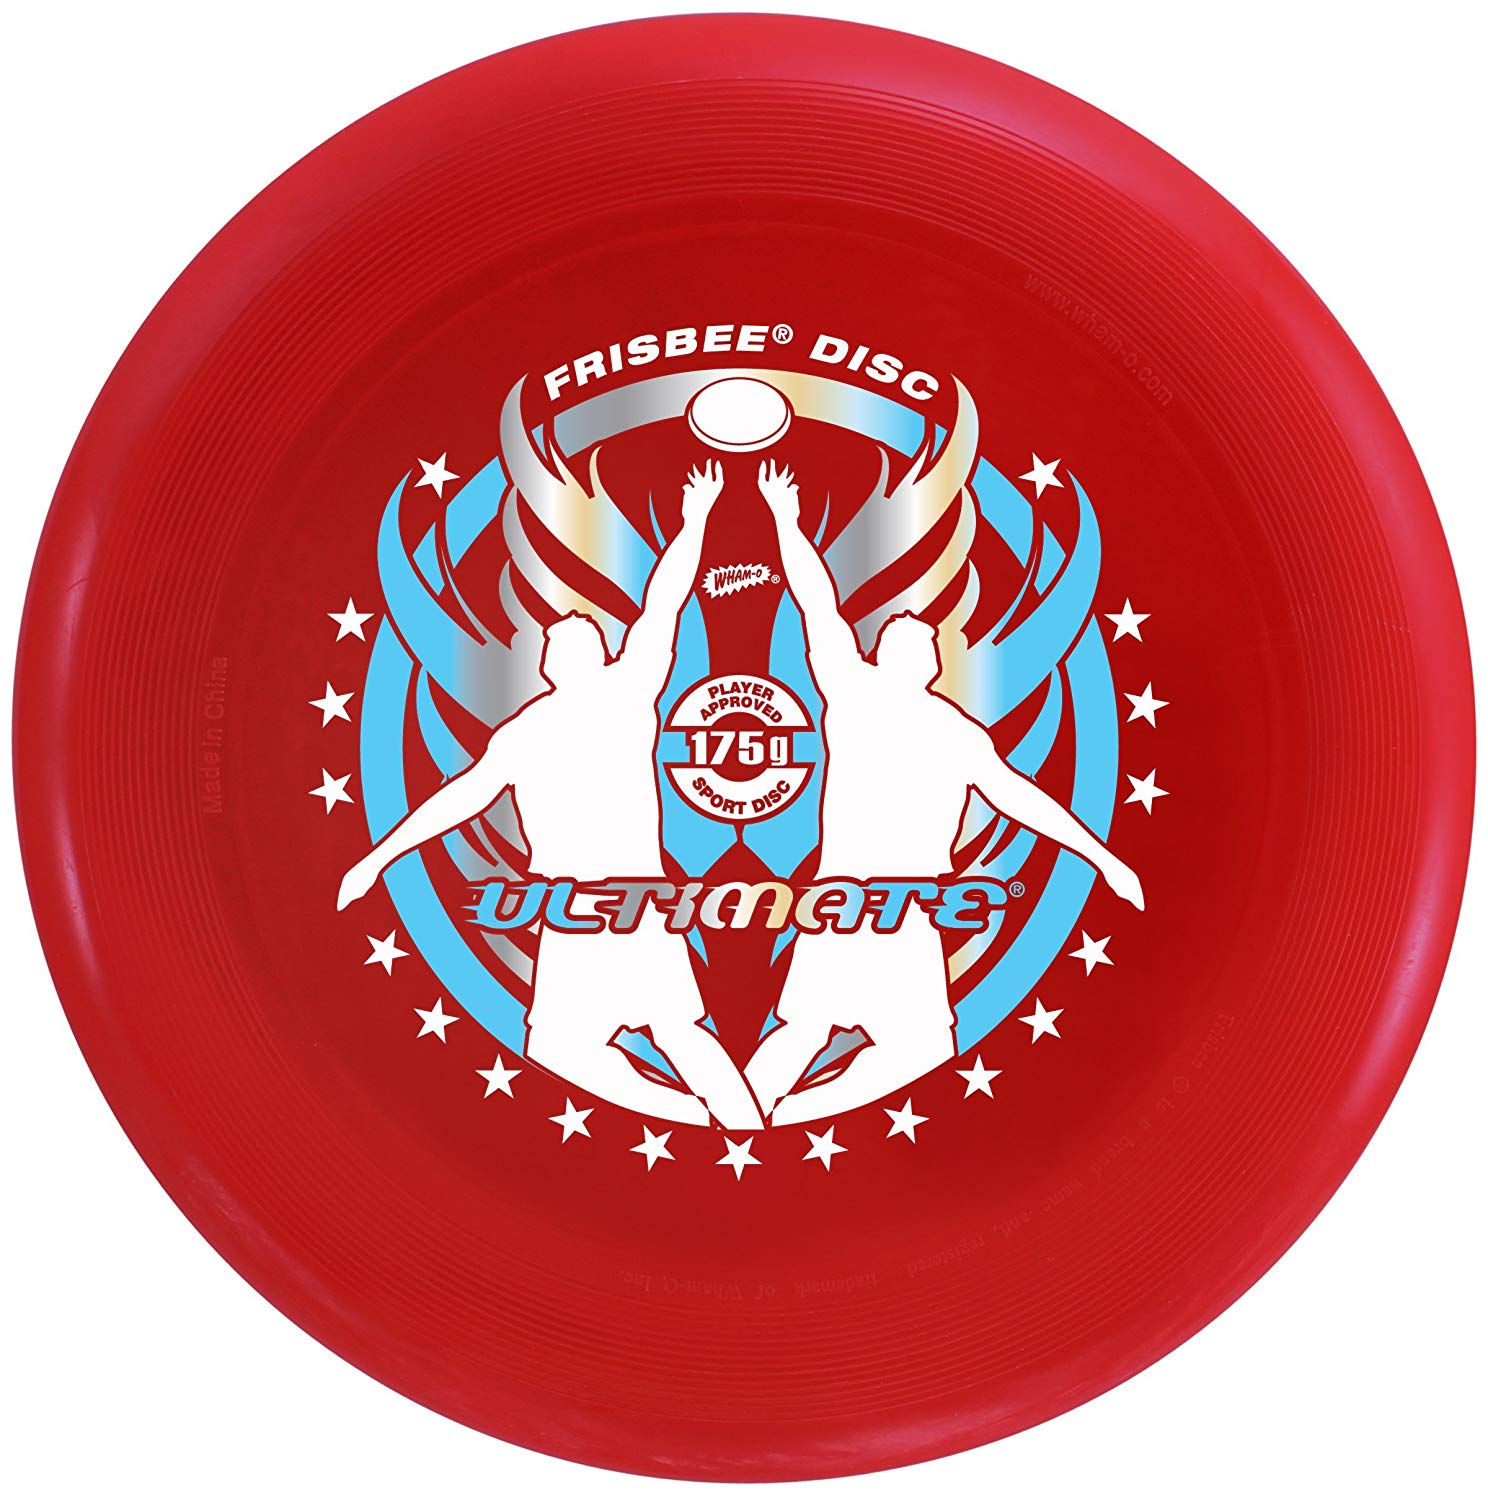 FRISBEE® DISC
www.wham-o.com
WHAM-O®
PLAYER
APPROVED
175g
SPORT DISC
Made in China
ULTIMATE®
Frisbee ® is a brand name and, registered trademark of Wham-O, Inc.